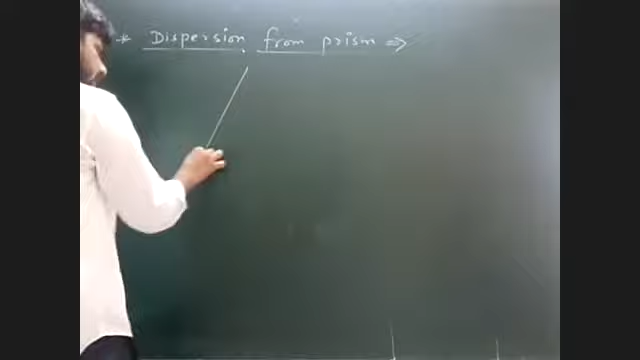 * Dispersion from prism ⇒